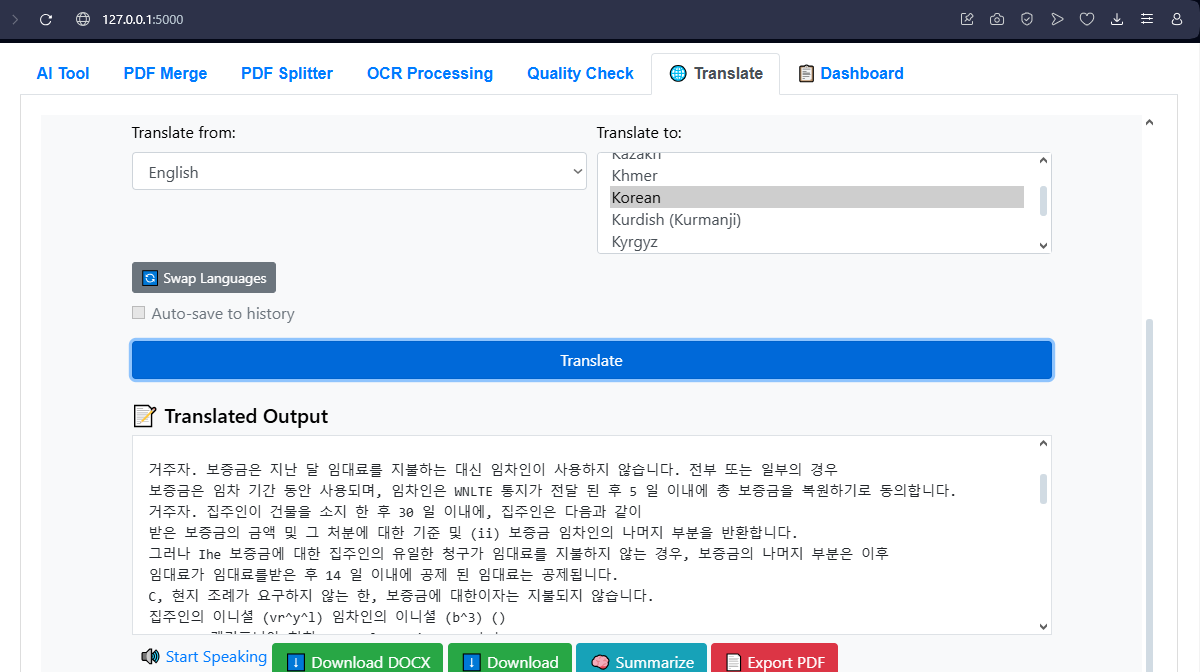 127.0.0.1:5000
AI Tool
PDF Merge
PDF Splitter
OCR Processing
Quality Check
Translate
Dashboard
Translate from:
Translate to:
English
Kazakh
Khmer
Korean
Kurdish (Kurmanji)
Kyrgyz
Swap Languages
Auto-save to history
Translate
Translated Output
거주자. 보증금은 지난 달 임대료를 지불하는 대신 임차인이 사용하지 않습니다. 전부 또는 일부의 경우
보증금은 임차 기간 동안 사용되며, 임차인은 WNLTE 통지가 전달 된 후 5 일 이내에 총 보증금을 복원하기로 동의합니다.
거주자. 집주인이 건물을 소지 한 후 30 일 이내에, 집주인은 다음과 같이
받은 보증금의 금액 및 그 처분에 대한 기준 및 (ii) 보증금 임차인의 나머지 부분을 반환합니다.
그러나 Ihe 보증금에 대한 집주인의 유일한 청구가 임대료를 지불하지 않는 경우, 보증금의 나머지 부분은 이후
임대료가 임대료를받은 후 14 일 이내에 공제 된 임대료는 공제됩니다.
C, 현지 조례가 요구하지 않는 한, 보증금에 대한이자는 지불되지 않습니다.
집주인의 이니셜 (vr^y^l) 임차인의 이니셜 (b^3) ()
Start Speaking
Download DOCX
Download
Summarize
Export PDF